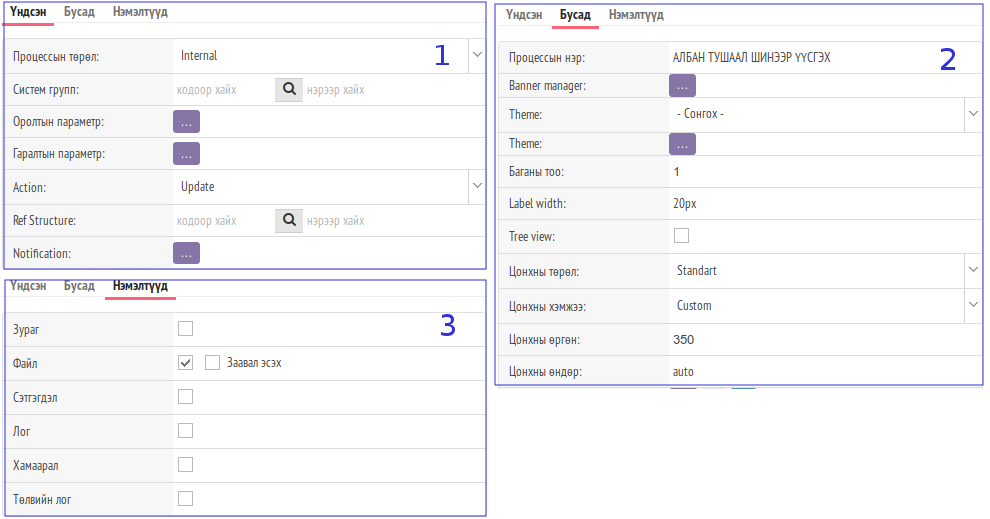 Үндсэн Бусад Нэмэлтүүд
1
Процессын төрөл: Internal
Систем групп: кодоор хайх нэрээр хайх
Оролтын параметр: ...
Гаралтын параметр: ...
Action: Update
Ref Structure: кодоор хайх нэрээр хайх
Notification: ...
Үндсэн Бусад Нэмэлтүүд
2
Процессын нэр: АЛБАН ТУШААЛ ШИНЭЭР ҮҮСГЭХ
Banner manager: ...
Theme: - Сонгох -
Theme: ...
Баганы тоо: 1
Label width: 20px
Tree view:
Цонхны төрөл: Standart
Цонхны хэмжээ: Custom
Цонхны өргөн: 350
Цонхны өндөр: auto
Үндсэн Бусад Нэмэлтүүд
3
Зураг
Файл Заавал эсэх
Сэтгэгдэл
Лог
Хамаарал
Төлвийн лог